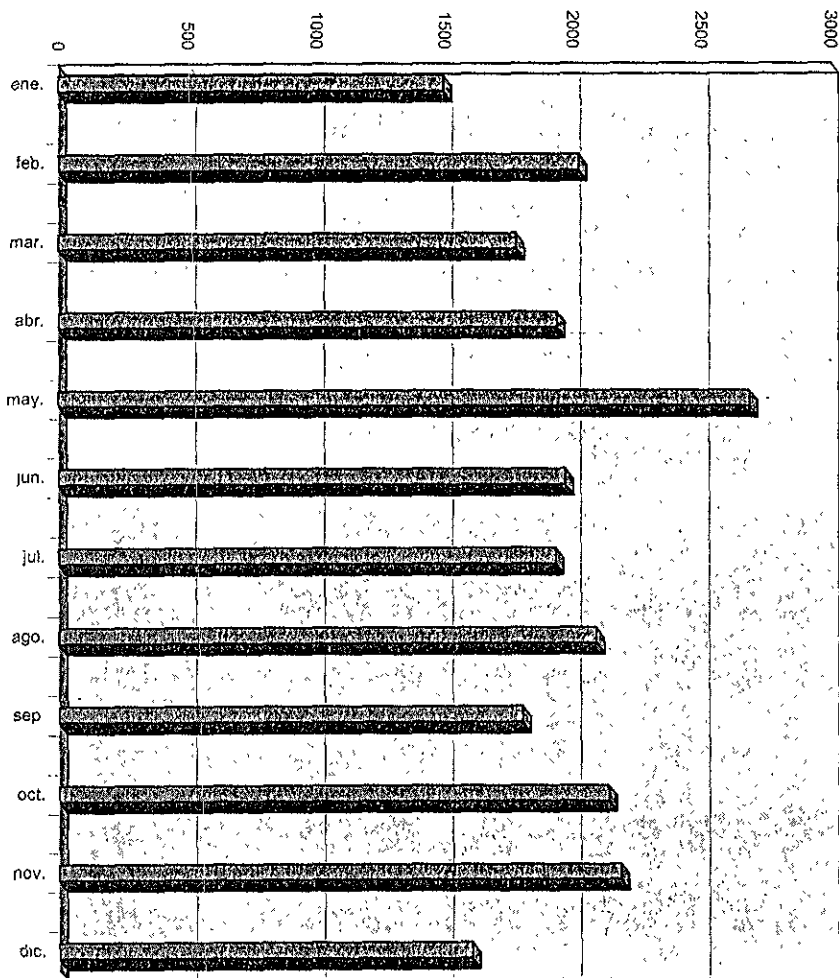 0 500 1000 1500 2000 2500 3000
ene.
feb.
mar.
abr.
may.
jun.
jul.
ago.
sep
oct.
nov.
dic.